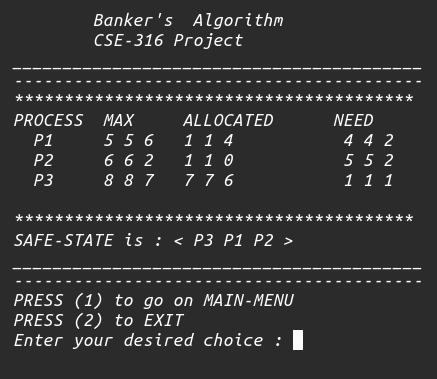 Banker's  Algorithm
CSE-316 Project
_________________________________________
-----------------------------------------
****************************************
PROCESS  MAX     ALLOCATED      NEED
P1     5 5 6   1 1 4           4 4 2
P2     6 6 2   1 1 0           5 5 2
P3     8 8 7   7 7 6           1 1 1
****************************************
SAFE-STATE is : < P3 P1 P2 >
_________________________________________
-----------------------------------------
PRESS (1) to go on MAIN-MENU
PRESS (2) to EXIT
Enter your desired choice :